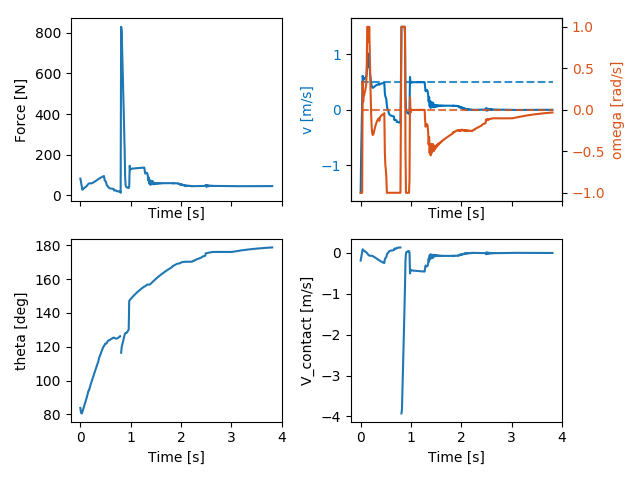 800
600
400
200
0
Force [N]
Time [s]
1
0
−1
v [m/s]
1.0
0.5
0.0
−0.5
−1.0
omega [rad/s]
Time [s]
180
160
140
120
100
80
theta [deg]
0 1 2 3 4
Time [s]
0
−1
−2
−3
−4
V_contact [m/s]
0 1 2 3 4
Time [s]